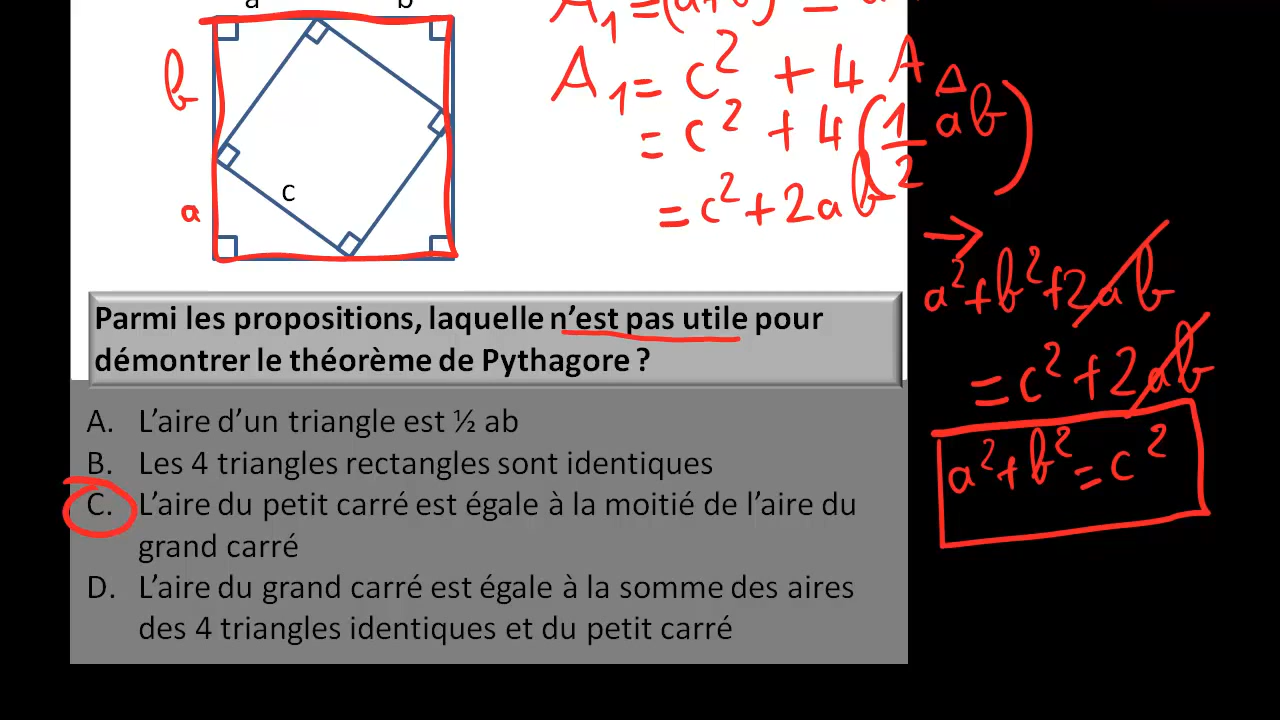 a b
A₁ = (a+b)
b
A₁ = c² + 4 A Δ
= c² + 4 (1/2 ab)
c
a
= c² + 2ab
a² + b² + 2ab
= c² + 2ab
Parmi les propositions, laquelle n’est pas utile pour
démontrer le théorème de Pythagore ?
A. L’aire d’un triangle est ½ ab
B. Les 4 triangles rectangles sont identiques
C. L’aire du petit carré est égale à la moitié de l’aire du
grand carré
D. L’aire du grand carré est égale à la somme des aires
des 4 triangles identiques et du petit carré
a² + b² = c²